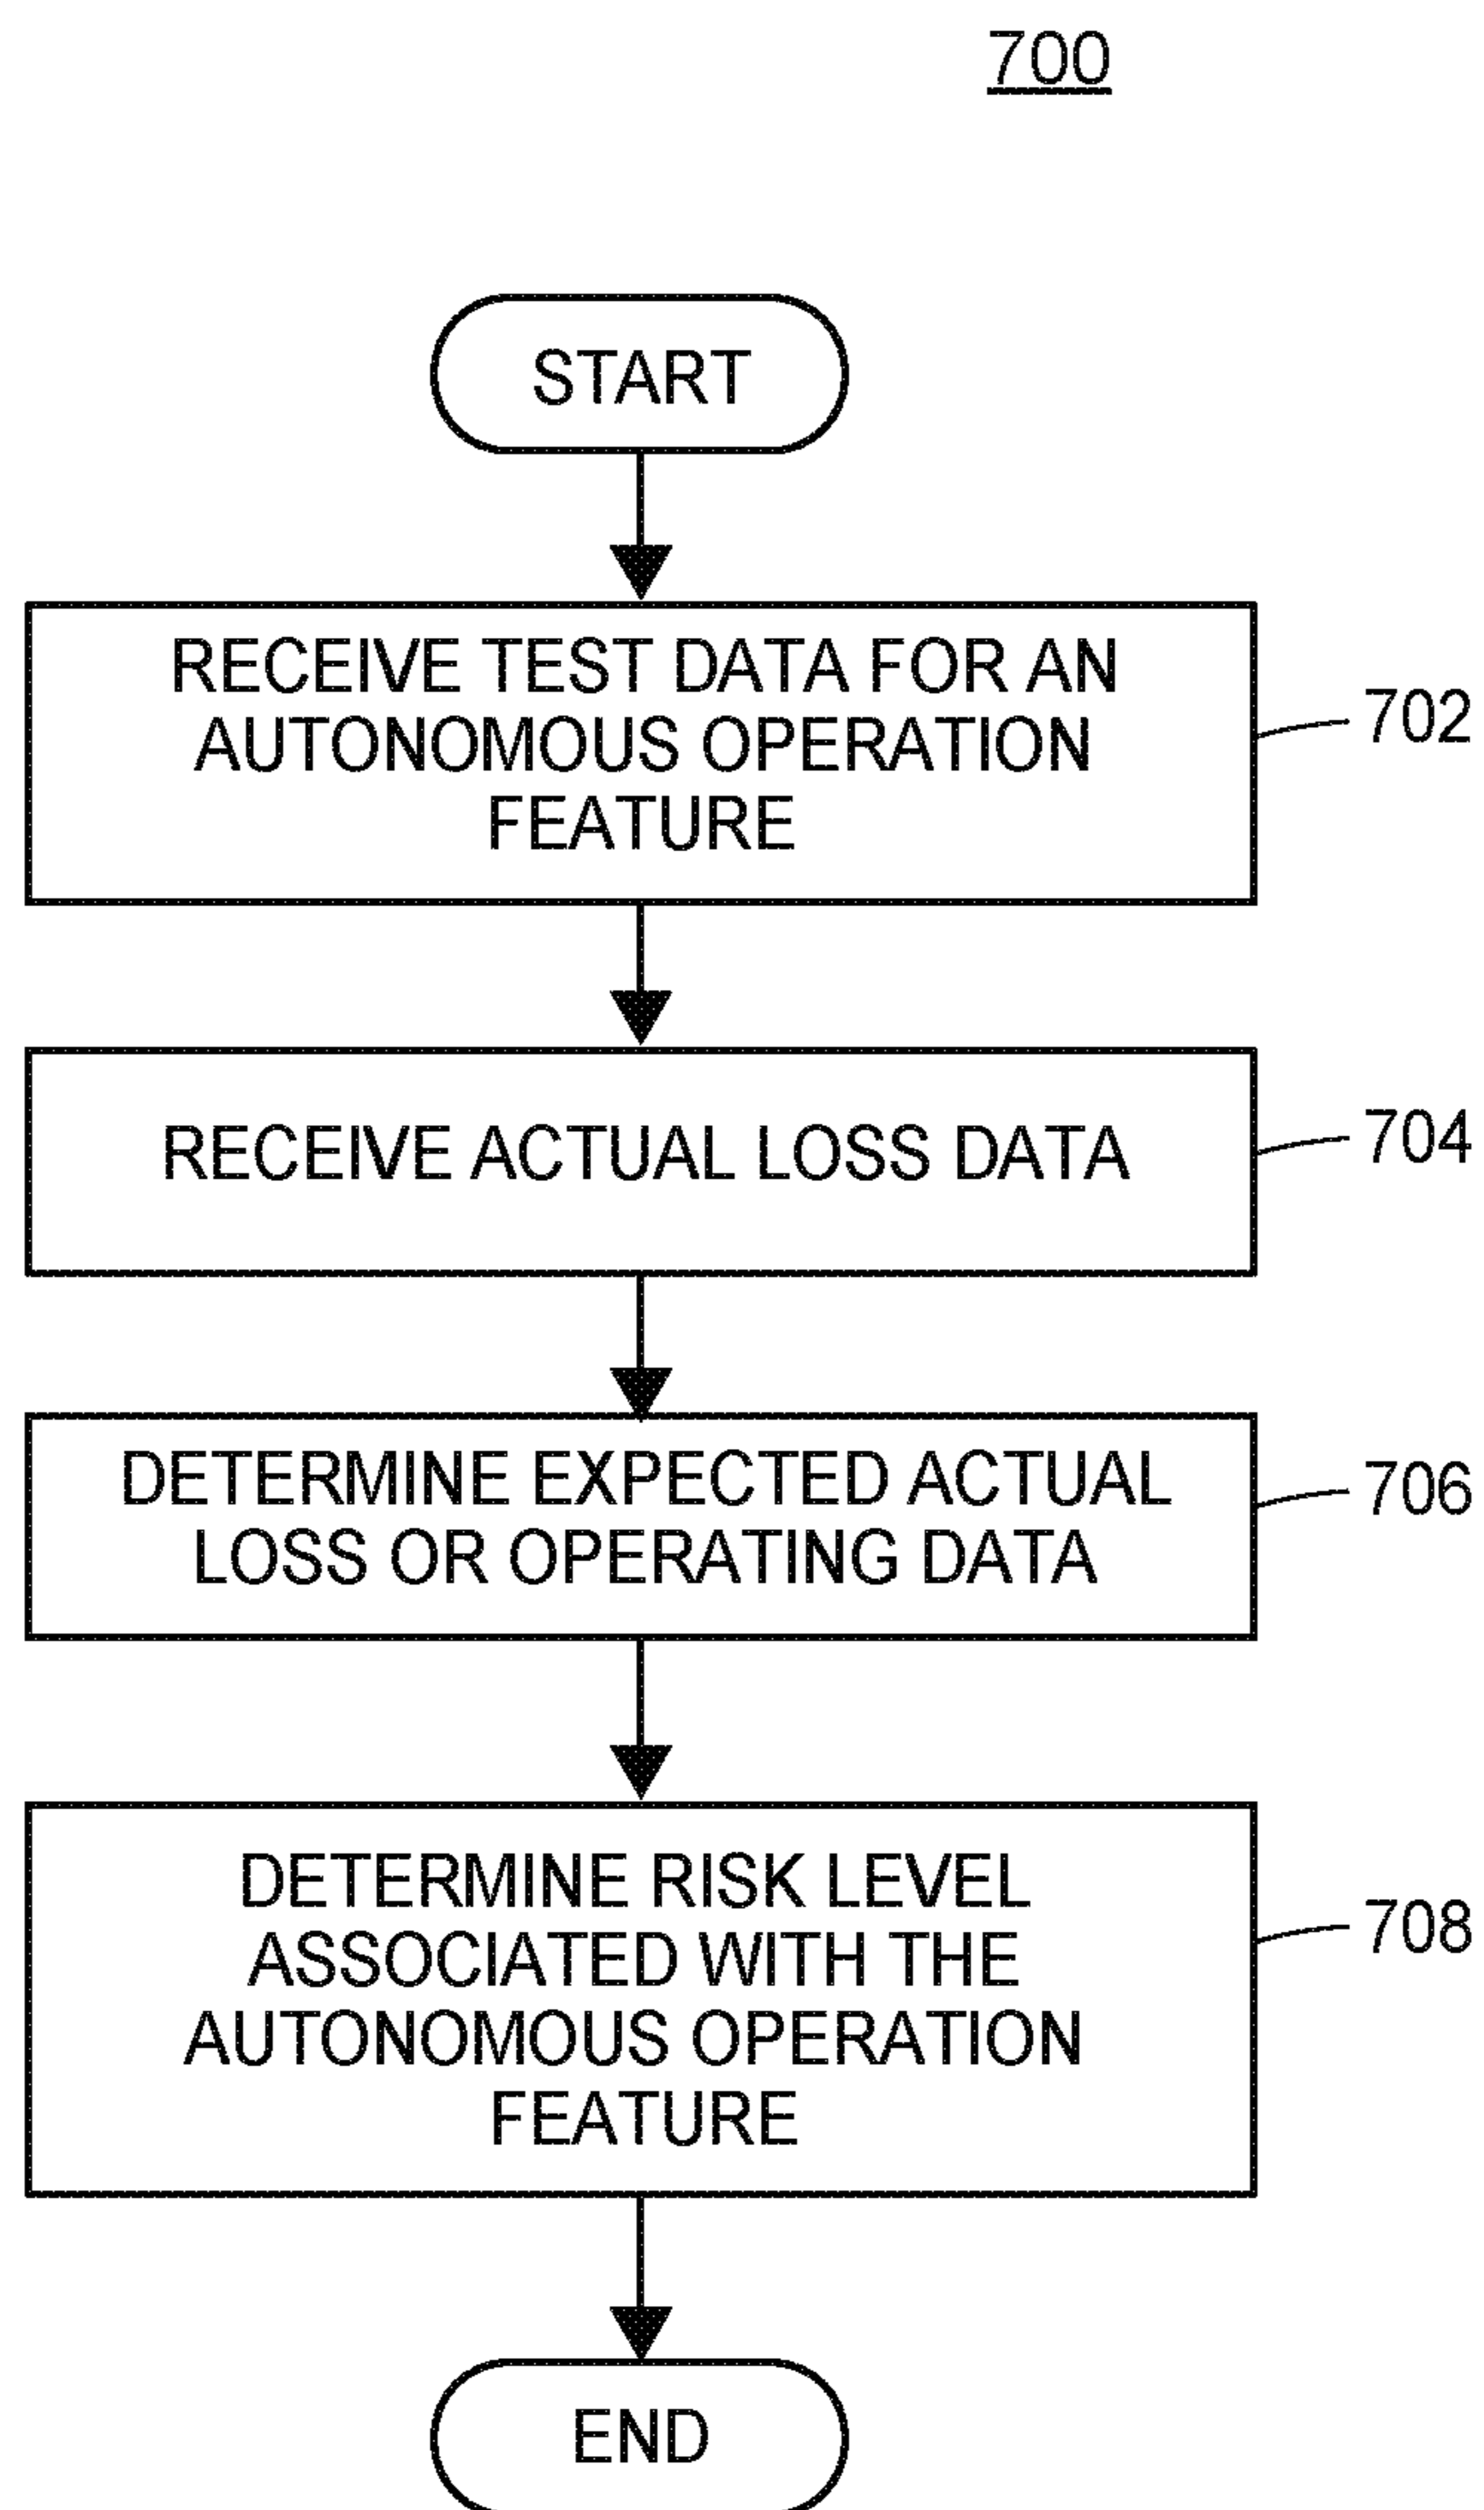 700
START
RECEIVE TEST DATA FOR AN
AUTONOMOUS OPERATION
FEATURE
702
RECEIVE ACTUAL LOSS DATA
704
DETERMINE EXPECTED ACTUAL
LOSS OR OPERATING DATA
706
DETERMINE RISK LEVEL
ASSOCIATED WITH THE
AUTONOMOUS OPERATION
FEATURE
708
END